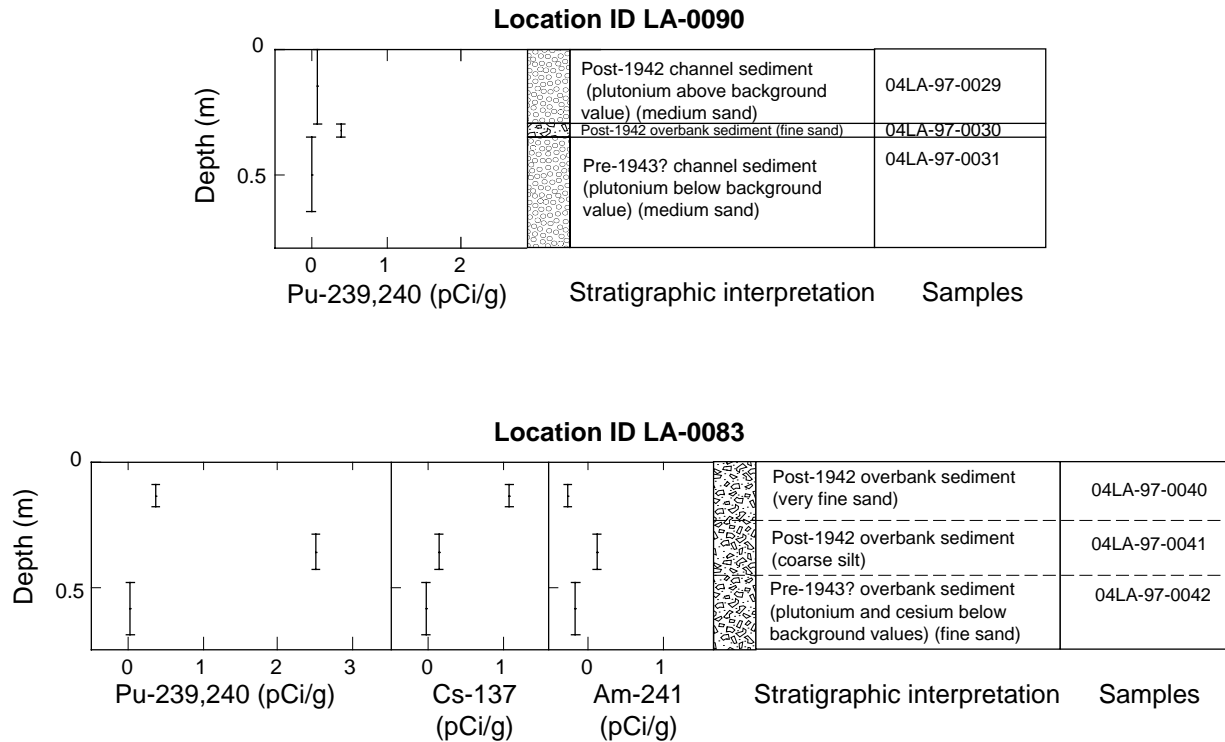 Location ID LA-0090
0
0.5
Depth (m)
0 1 2
Pu-239,240 (pCi/g)
Post-1942 channel sediment
(plutonium above background
value) (medium sand)
Post-1942 overbank sediment (fine sand)
Pre-1943? channel sediment
(plutonium below background
value) (medium sand)
Stratigraphic interpretation
04LA-97-0029
04LA-97-0030
04LA-97-0031
Samples
Location ID LA-0083
0
0.5
Depth (m)
0 1 2 3
Pu-239,240 (pCi/g)
0 1
Cs-137
(pCi/g)
0 1
Am-241
(pCi/g)
Post-1942 overbank sediment
(very fine sand)
Post-1942 overbank sediment
(coarse silt)
Pre-1943? overbank sediment
(plutonium and cesium below
background values) (fine sand)
Stratigraphic interpretation
04LA-97-0040
04LA-97-0041
04LA-97-0042
Samples